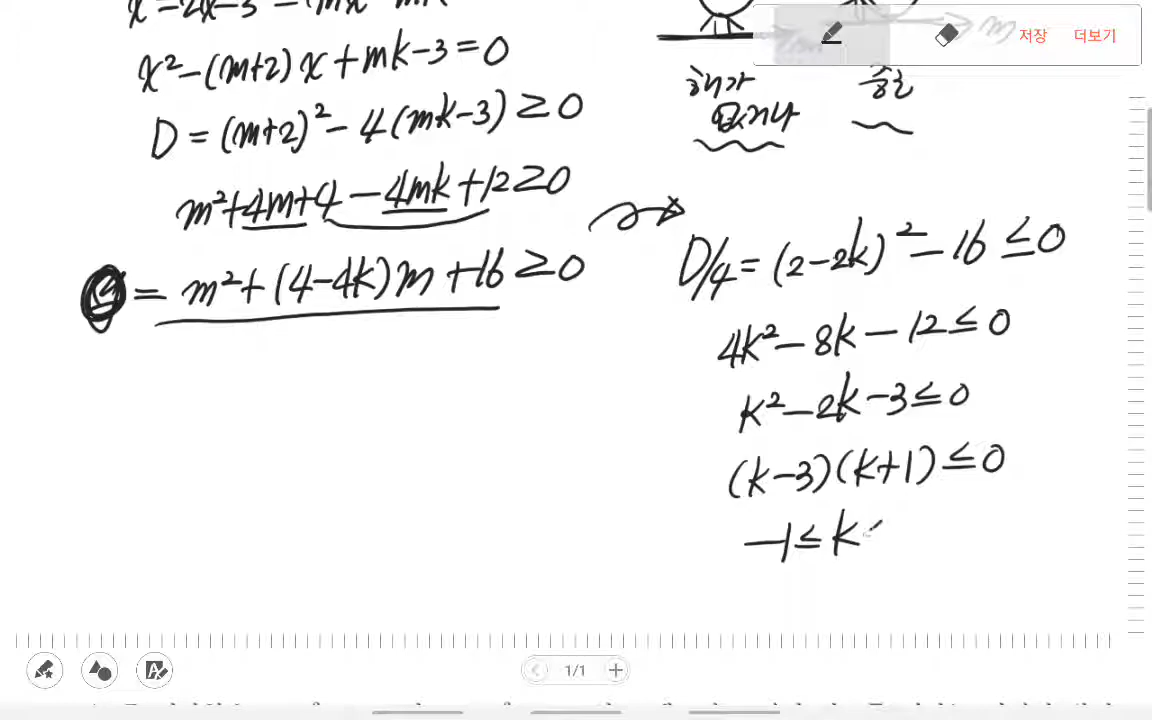 x²-(m+2)x+mk-3=0
D=(m+2)²-4(mk-3)≥0
m²+4m+4-4mk+12≥0
=m²+(4-4k)m+16≥0
저장 더보기
해가
없거나
중근
D/4=(2-2k)²-16≤0
4k²-8k-12≤0
k²-2k-3≤0
(k-3)(k+1)≤0
-1≤k
1/1